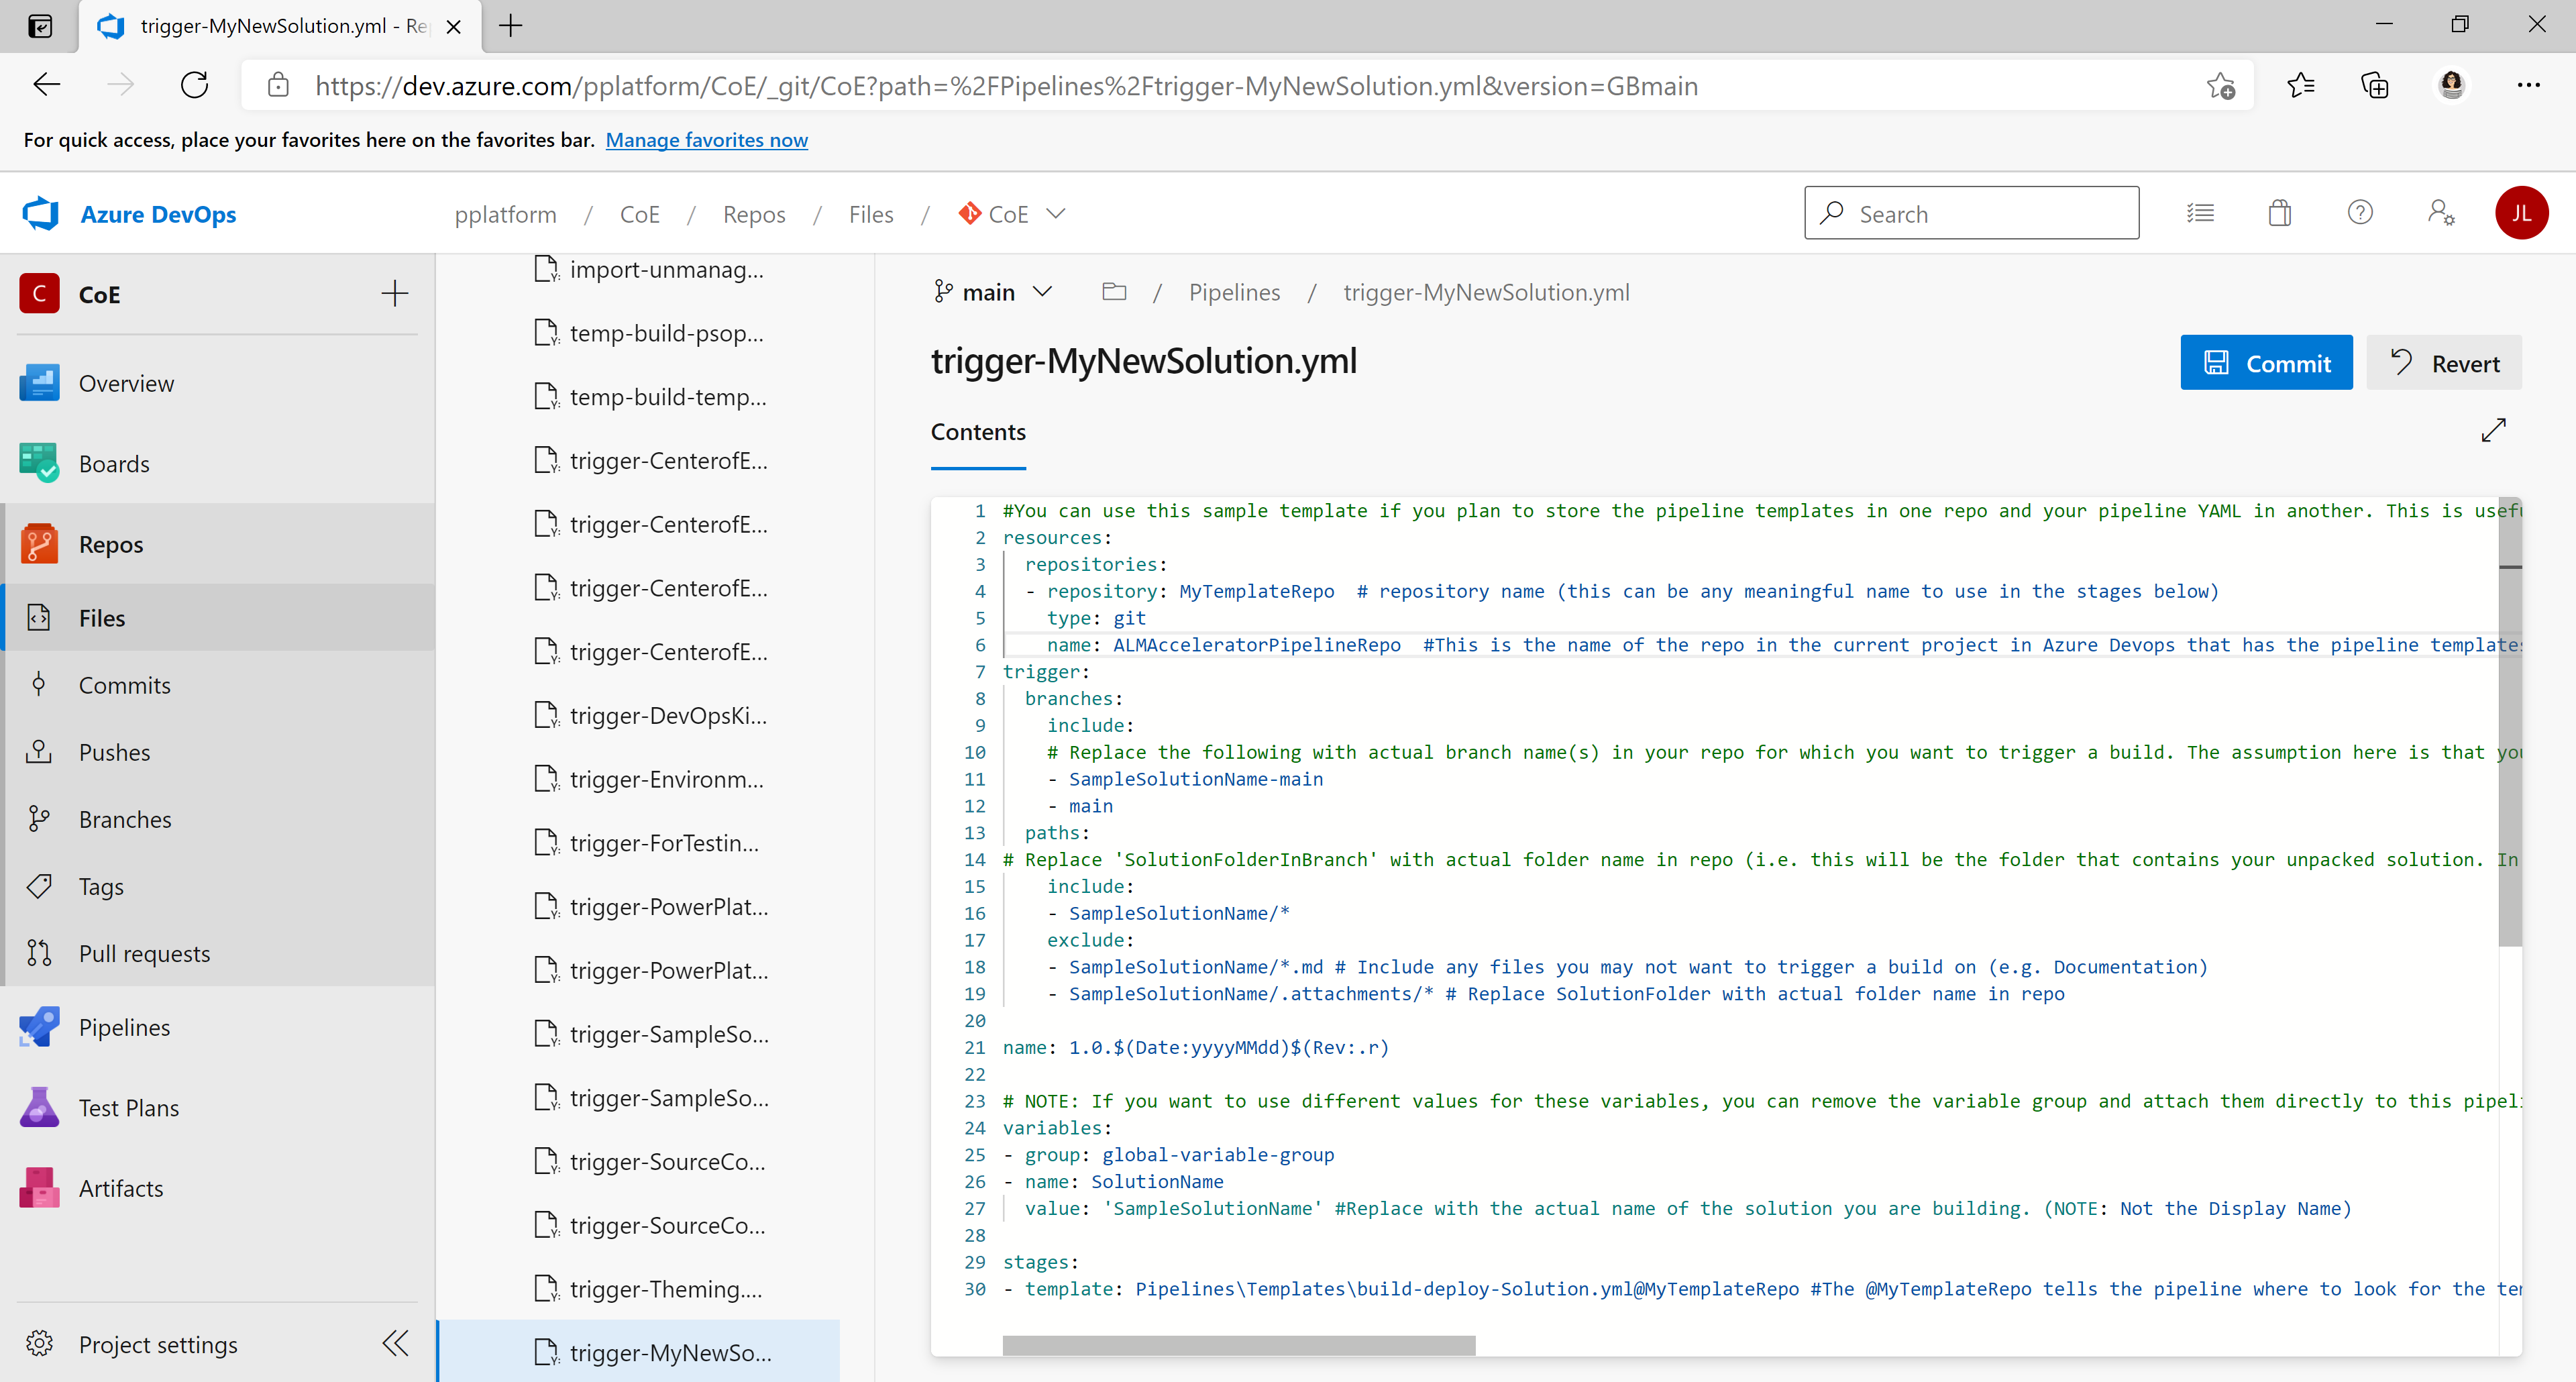 trigger-MyNewSolution.yml - Re
https://dev.azure.com/pplatform/CoE/_git/CoE?path=%2FPipelines%2Ftrigger-MyNewSolution.yml&version=GBmain
For quick access, place your favorites here on the favorites bar. Manage favorites now
Azure DevOps
pplatform / CoE / Repos / Files / CoE
Search
JL
C CoE
Overview
Boards
Repos
Files
Commits
Pushes
Branches
Tags
Pull requests
Pipelines
Test Plans
Artifacts
Project settings
import-unmanag...
temp-build-psop...
temp-build-temp...
trigger-CenterofE...
trigger-CenterofE...
trigger-CenterofE...
trigger-CenterofE...
trigger-DevOpsKi...
trigger-Environm...
trigger-ForTestin...
trigger-PowerPlat...
trigger-PowerPlat...
trigger-SampleSo...
trigger-SampleSo...
trigger-SourceCo...
trigger-SourceCo...
trigger-Theming....
trigger-MyNewSo...
main / Pipelines / trigger-MyNewSolution.yml
trigger-MyNewSolution.yml
Commit
Revert
Contents
1 #You can use this sample template if you plan to store the pipeline templates in one repo and your pipeline YAML in another. This is usefu
2 resources:
3 repositories:
4 - repository: MyTemplateRepo # repository name (this can be any meaningful name to use in the stages below)
5 type: git
6 name: ALMAcceleratorPipelineRepo #This is the name of the repo in the current project in Azure Devops that has the pipeline templates
7 trigger:
8 branches:
9 include:
10 # Replace the following with actual branch name(s) in your repo for which you want to trigger a build. The assumption here is that you
11 - SampleSolutionName-main
12 - main
13 paths:
14 # Replace 'SolutionFolderInBranch' with actual folder name in repo (i.e. this will be the folder that contains your unpacked solution. In
15 include:
16 - SampleSolutionName/*
17 exclude:
18 - SampleSolutionName/*.md # Include any files you may not want to trigger a build on (e.g. Documentation)
19 - SampleSolutionName/.attachments/* # Replace SolutionFolder with actual folder name in repo
20
21 name: 1.0.$(Date:yyyyMMdd)$(Rev:.r)
22
23 # NOTE: If you want to use different values for these variables, you can remove the variable group and attach them directly to this pipeli
24 variables:
25 - group: global-variable-group
26 - name: SolutionName
27 value: 'SampleSolutionName' #Replace with the actual name of the solution you are building. (NOTE: Not the Display Name)
28
29 stages:
30 - template: Pipelines\Templates\build-deploy-Solution.yml@MyTemplateRepo #The @MyTemplateRepo tells the pipeline where to look for the ter